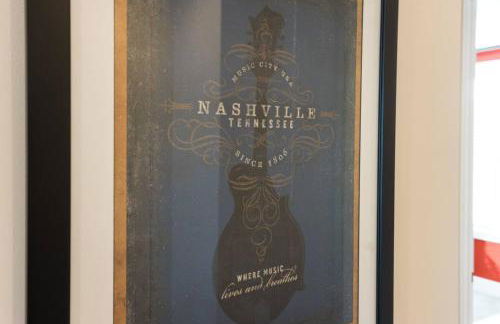 MUSIC CITY USA
NASHVILLE
TENNESSEE
SINCE 1806
WHERE MUSIC
lives and breathes